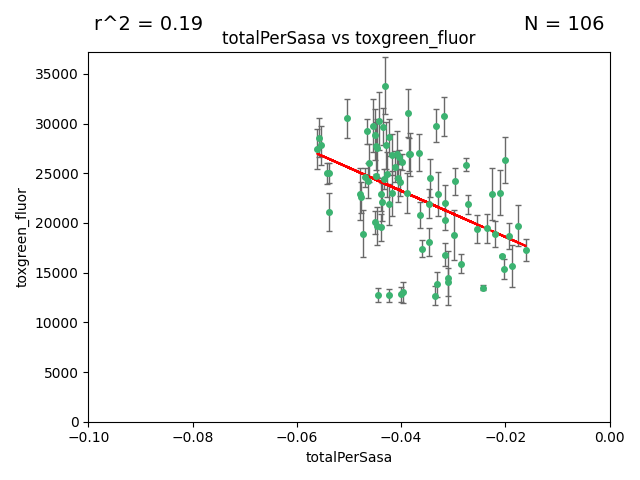 r^2 = 0.19
N = 106
totalPerSasa vs toxgreen_fluor
35000
30000
25000
20000
15000
10000
5000
0
toxgreen_fluor
−0.10
−0.08
−0.06
−0.04
−0.02
0.00
totalPerSasa